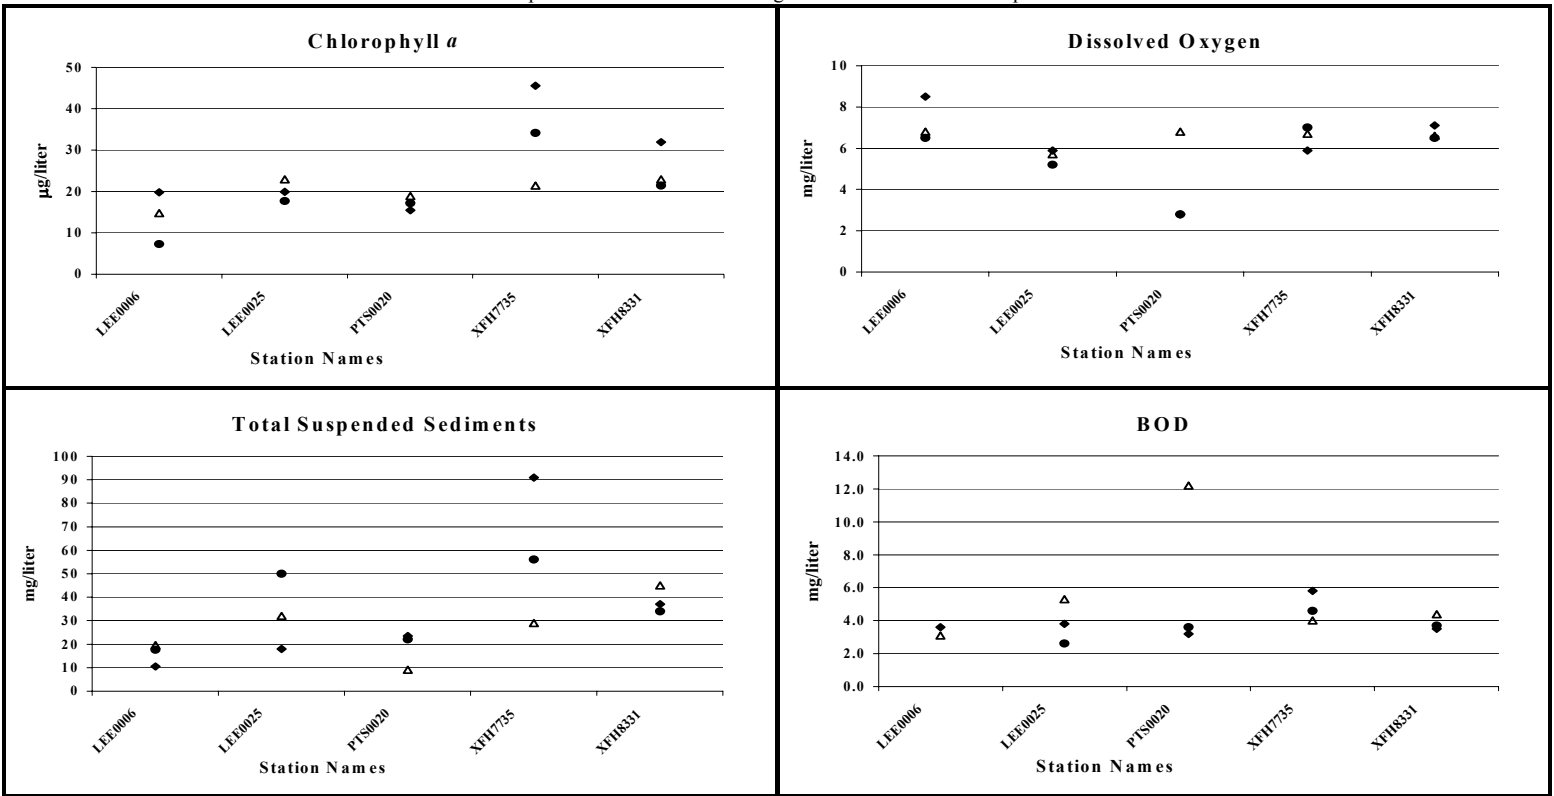 Chlorophyll a
50
40
30
20
10
0
µg/liter
LEE0006
LEE0025
PTS0020
XFH7735
XFH8331
Station Names
Dissolved Oxygen
10
8
6
4
2
0
mg/liter
LEE0006
LEE0025
PTS0020
XFH7735
XFH8331
Station Names
Total Suspended Sediments
100
90
80
70
60
50
40
30
20
10
0
mg/liter
LEE0006
LEE0025
PTS0020
XFH7735
XFH8331
Station Names
BOD
14.0
12.0
10.0
8.0
6.0
4.0
2.0
0.0
mg/liter
LEE0006
LEE0025
PTS0020
XFH7735
XFH8331
Station Names